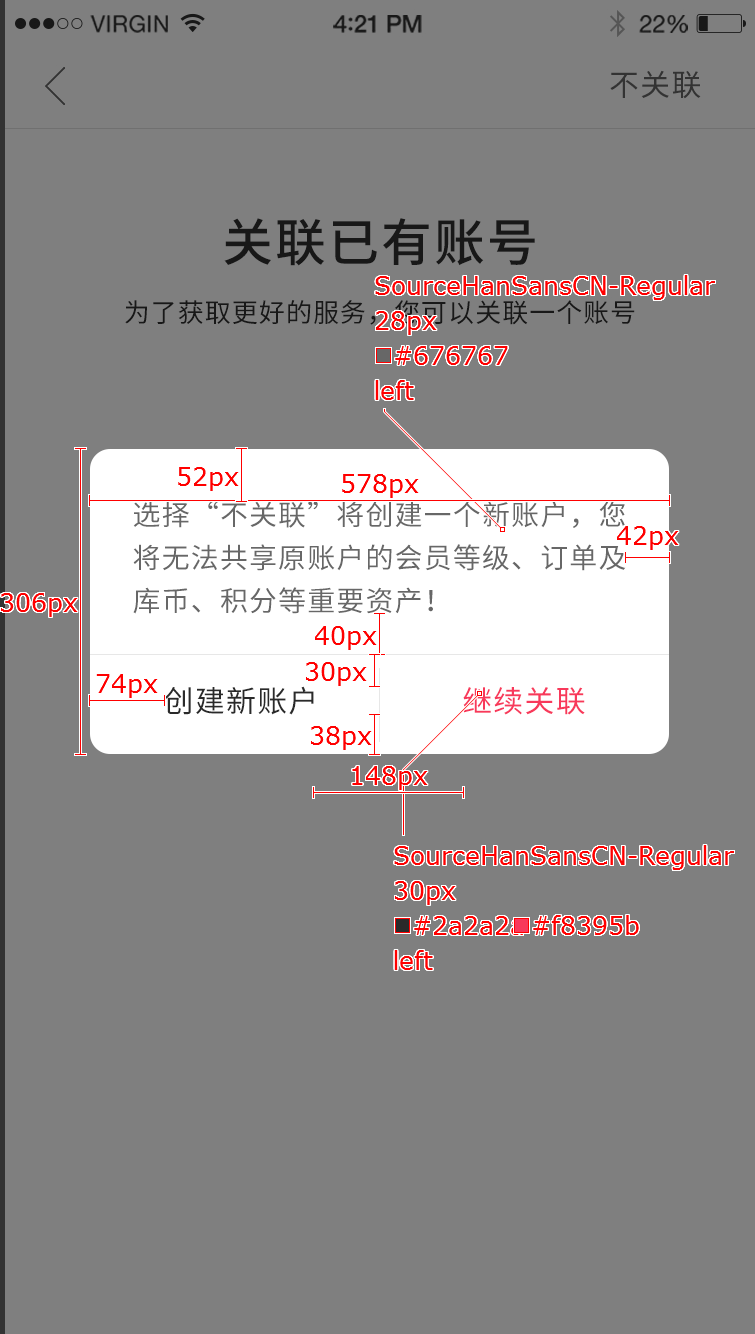 VIRGIN 4:21 PM 22%
不关联
关联已有账号
SourceHanSansCN-Regular
为了获取更好的服务，您可以关联一个账号
28px
#676767
left
52px
578px
选择“不关联”将创建一个新账户，您
42px
将无法共享原账户的会员等级、订单及
306px
库币、积分等重要资产！
40px
30px
74px
创建新账户
继续关联
38px
148px
SourceHanSansCN-Regular
30px
#2a2a2a #f8395b
left